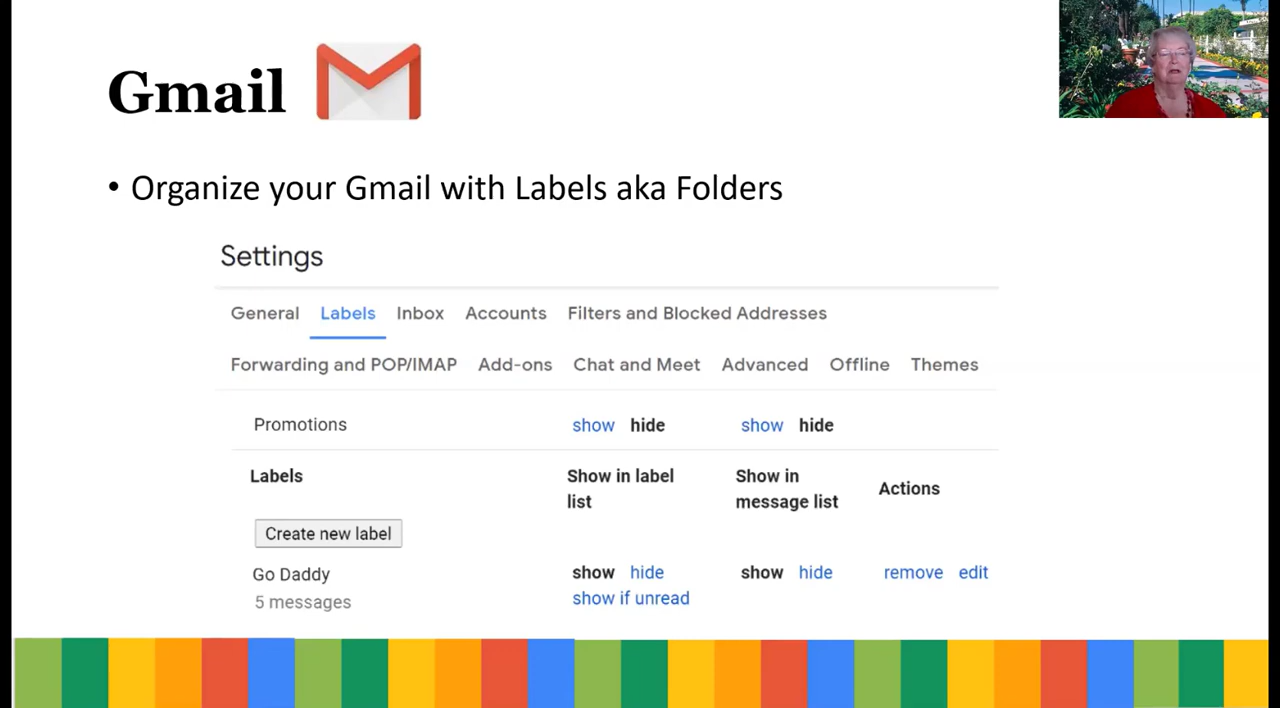 Gmail
• Organize your Gmail with Labels aka Folders
Settings
General Labels Inbox Accounts Filters and Blocked Addresses
Forwarding and POP/IMAP Add-ons Chat and Meet Advanced Offline Themes
Promotions show hide show hide
Labels Show in label list Show in message list Actions
Create new label
Go Daddy show hide show hide remove edit
5 messages show if unread